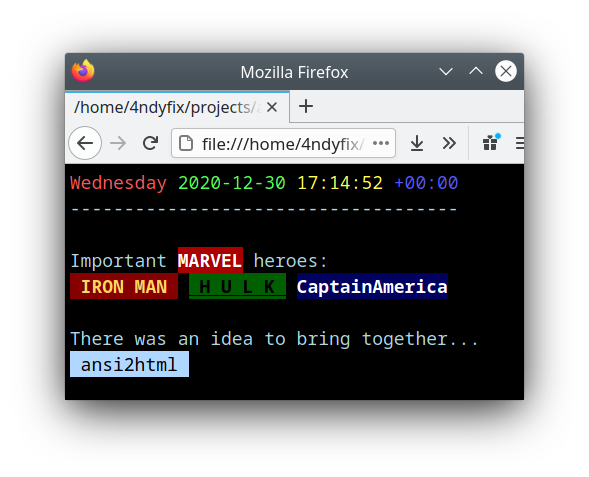 Mozilla Firefox
/home/4ndyfix/projects/
file:///home/4ndyfix/
Wednesday 2020-12-30 17:14:52 +00:00
------------------------------------
Important MARVEL heroes:
IRON MAN H U L K CaptainAmerica
There was an idea to bring together...
ansi2html